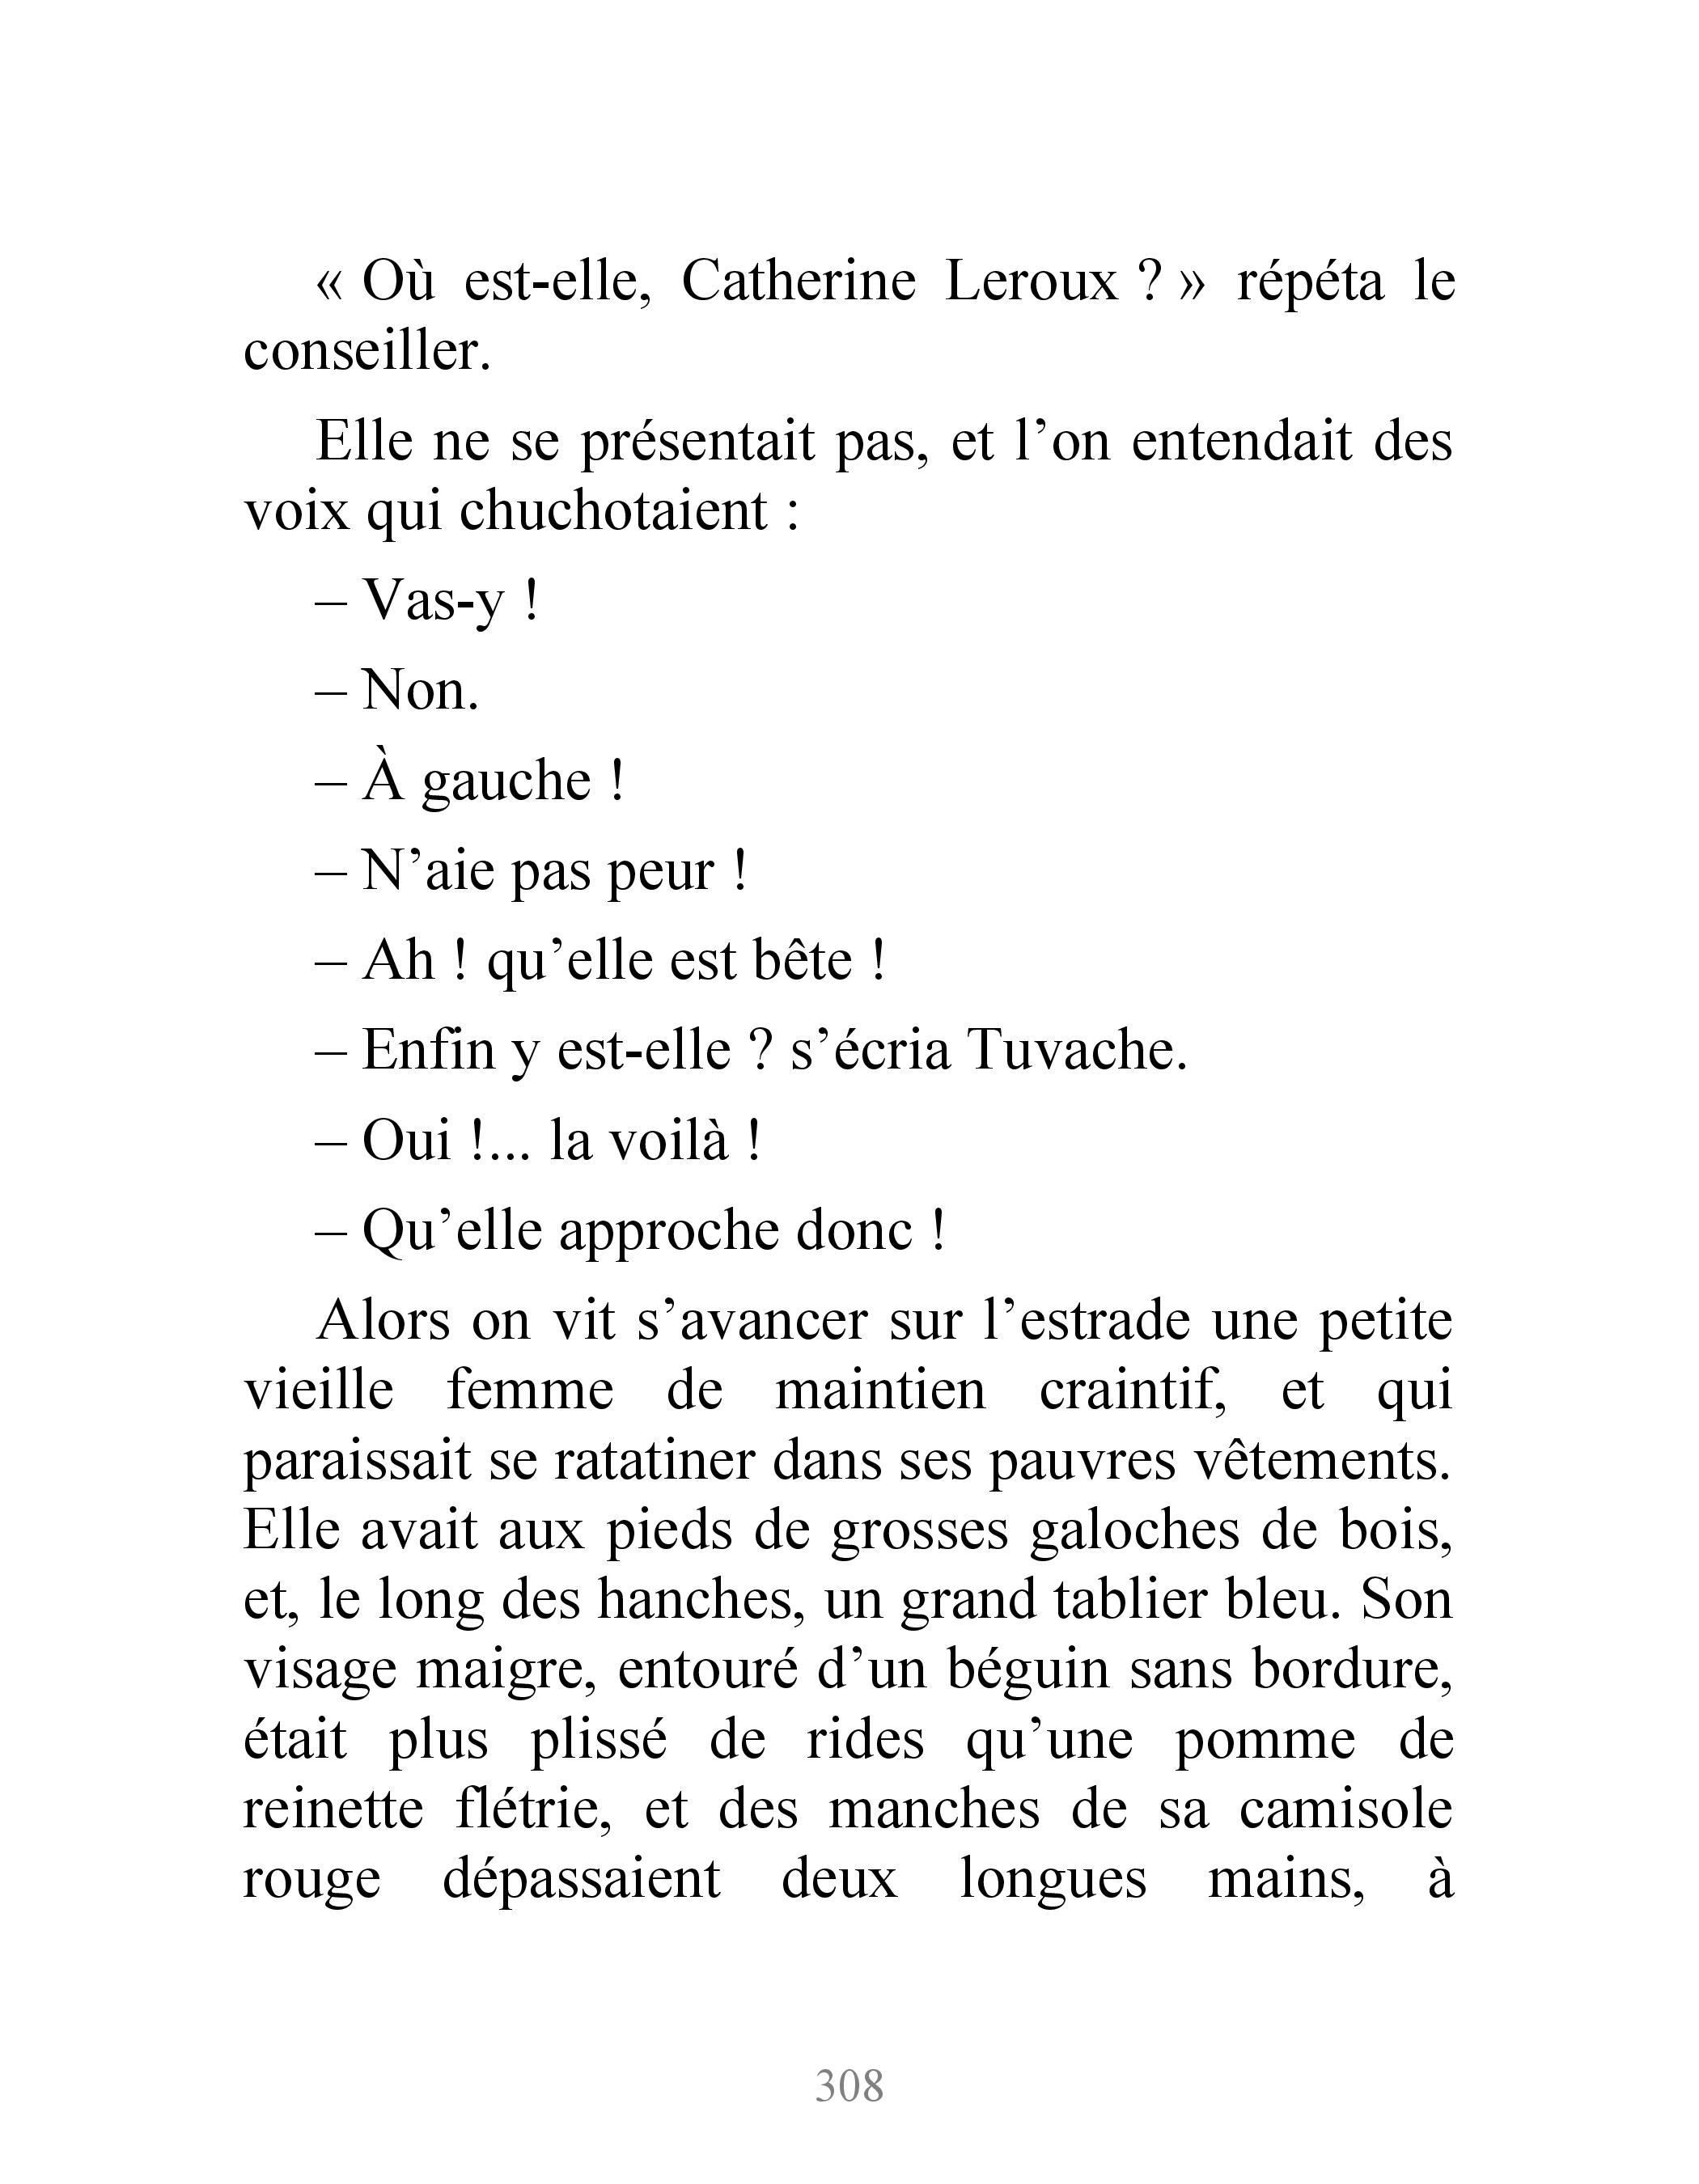 « Où est-elle, Catherine Leroux ? » répéta le
conseiller.
Elle ne se présentait pas, et l’on entendait des
voix qui chuchotaient :
– Vas-y !
– Non.
– À gauche !
– N’aie pas peur !
– Ah ! qu’elle est bête !
– Enfin y est-elle ? s’écria Tuvache.
– Oui !... la voilà !
– Qu’elle approche donc !
Alors on vit s’avancer sur l’estrade une petite
vieille femme de maintien craintif, et qui
paraissait se ratatiner dans ses pauvres vêtements.
Elle avait aux pieds de grosses galoches de bois,
et, le long des hanches, un grand tablier bleu. Son
visage maigre, entouré d’un béguin sans bordure,
était plus plissé de rides qu’une pomme de
reinette flétrie, et des manches de sa camisole
rouge dépassaient deux longues mains, à
308